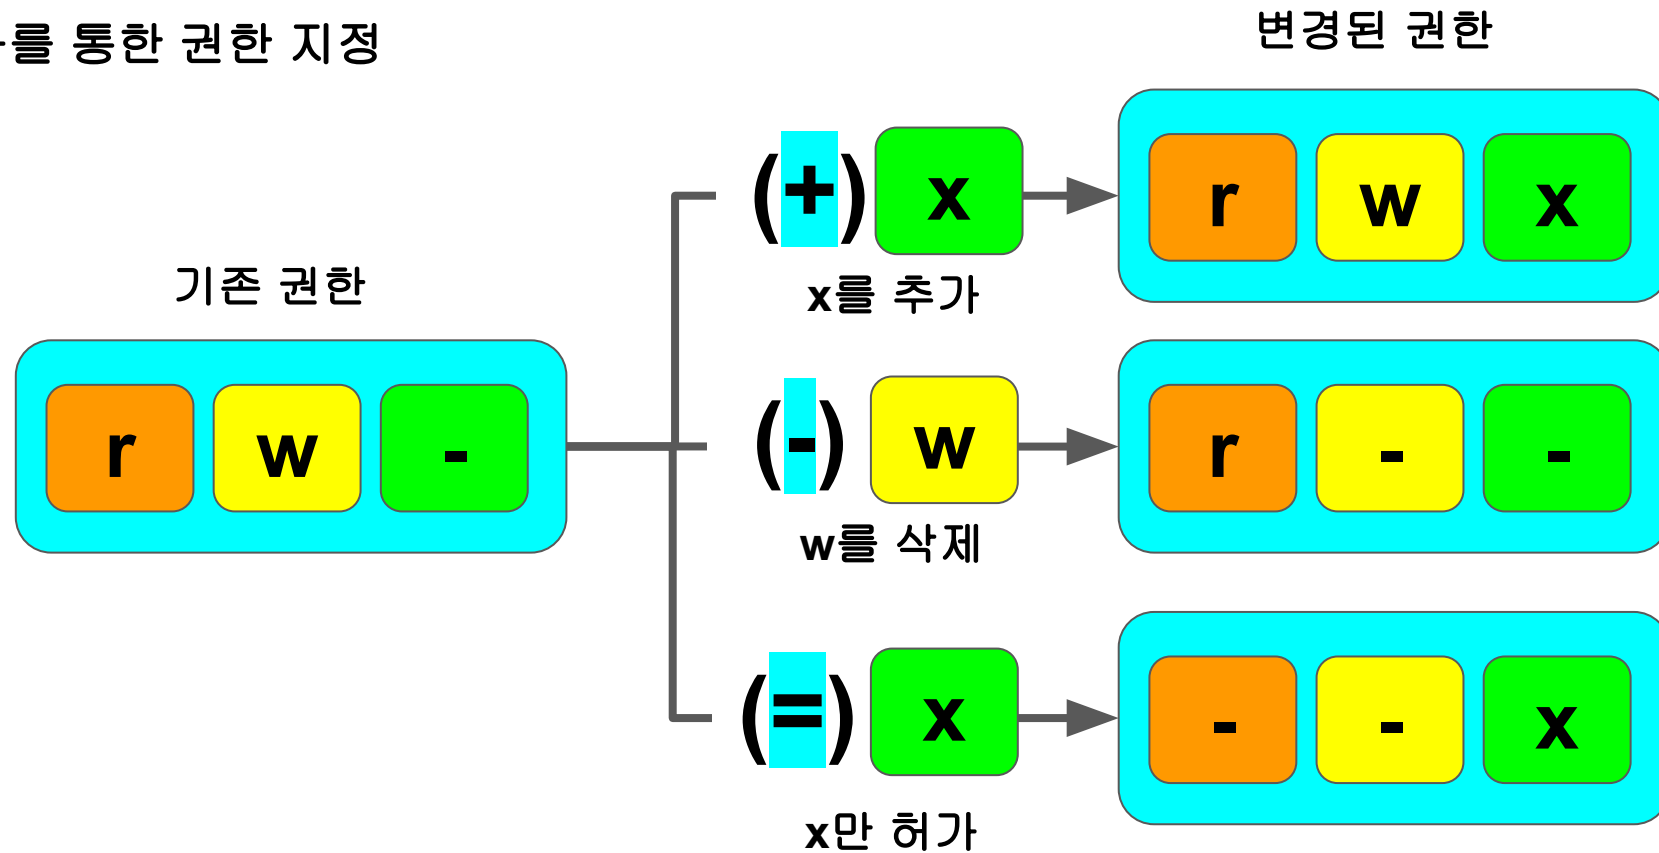 를 통한 권한 지정
변경된 권한
(+) x
r w x
x를 추가
기존 권한
r w -
(-) w
r - -
w를 삭제
(=) x
- - x
x만 허가